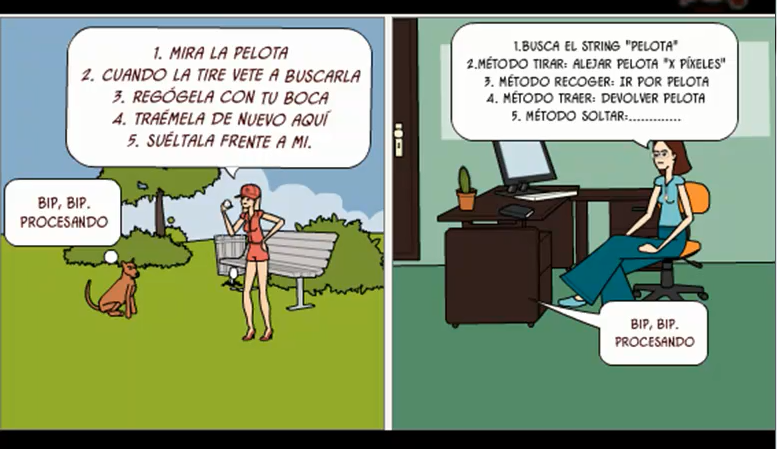 1. MIRA LA PELOTA
2. CUANDO LA TIRE VETE A BUSCARLA
3. REGÓGELA CON TU BOCA
4. TRAÉMELA DE NUEVO AQUÍ
5. SUÉLTALA FRENTE A MI.
BIP, BIP.
PROCESANDO
1.BUSCA EL STRING "PELOTA"
2.MÉTODO TIRAR: ALEJAR PELOTA "X PÍXELES"
3. MÉTODO RECOGER: IR POR PELOTA
4. MÉTODO TRAER: DEVOLVER PELOTA
5. MÉTODO SOLTAR:.............
BIP, BIP.
PROCESANDO